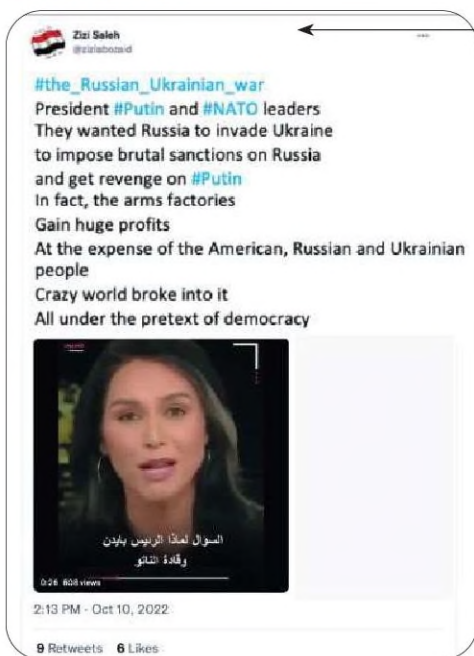 Zizi Saleh
@ziziabozaid
#the_Russian_Ukrainian_war
President #Putin and #NATO leaders
They wanted Russia to invade Ukraine
to impose brutal sanctions on Russia
and get revenge on #Putin
In fact, the arms factories
Gain huge profits
At the expense of the American, Russian and Ukrainian
people
Crazy world broke into it
All under the pretext of democracy
السوال لماذا الرئيس بايدن
وقادة الناتو
0:26 808 views
2:13 PM - Oct 10, 2022
9 Retweets 6 Likes